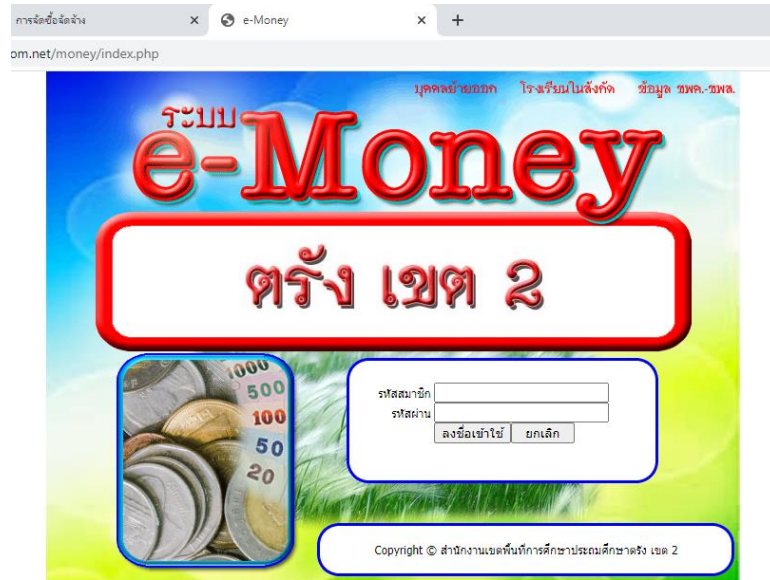 การจัดซื้อจัดจ้าง × e-Money × +
om.net/money/index.php
บุคคลย้ายออก โรงเรียนในสังกัด ข้อมูล ชพค.-ชพส.
ระบบ
e-Money
ตรัง เขต 2
1000
500
100
50
20
รหัสสมาชิก
รหัสผ่าน
ลงชื่อเข้าใช้ ยกเลิก
Copyright © สำนักงานเขตพื้นที่การศึกษาประถมศึกษาตรัง เขต 2